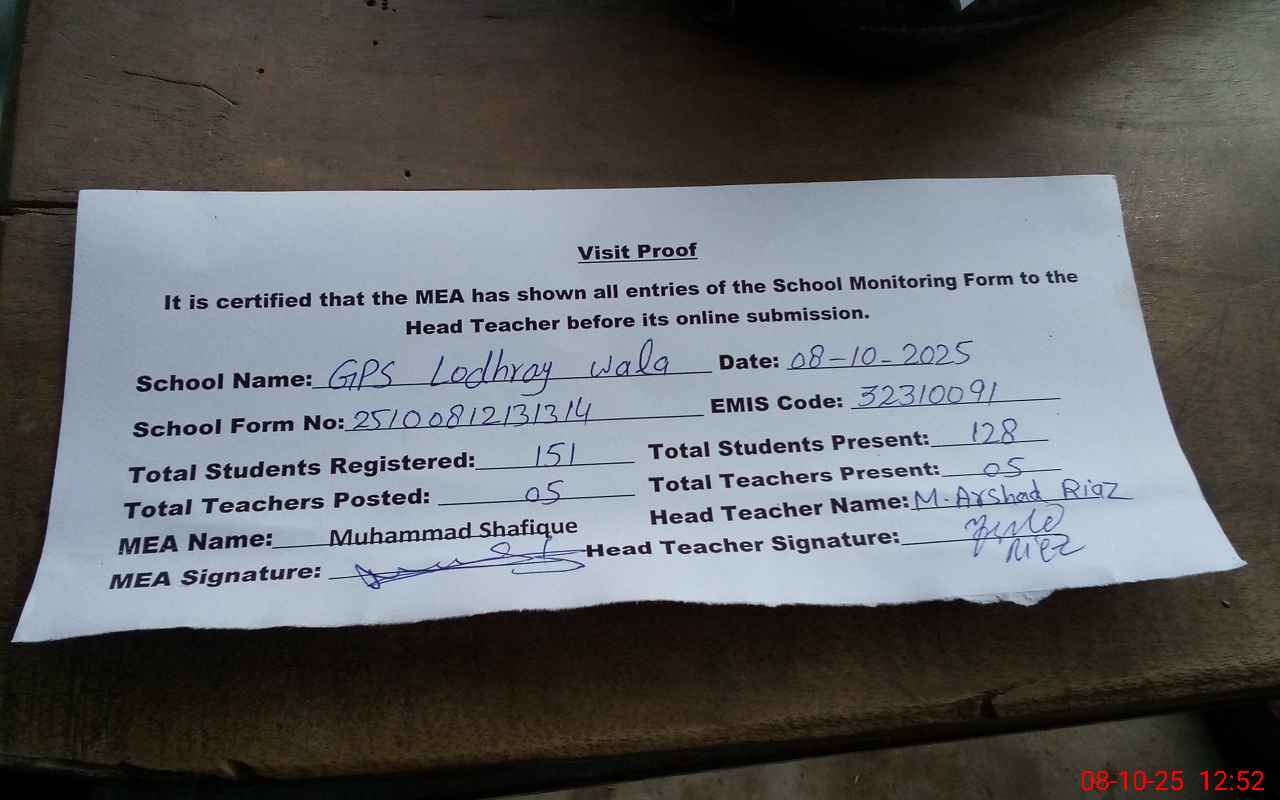 Visit Proof
It is certified that the MEA has shown all entries of the School Monitoring Form to the
Head Teacher before its online submission.
School Name: GPS Lodhray wala Date: 08-10-2025
School Form No: 25100812131314 EMIS Code: 32310091
Total Students Registered: 151 Total Students Present: 128
Total Teachers Posted: 05 Total Teachers Present: 05
MEA Name: Muhammad Shafique Head Teacher Name: M. Arshad Riaz
MEA Signature: Head Teacher Signature:
08-10-25 12:52